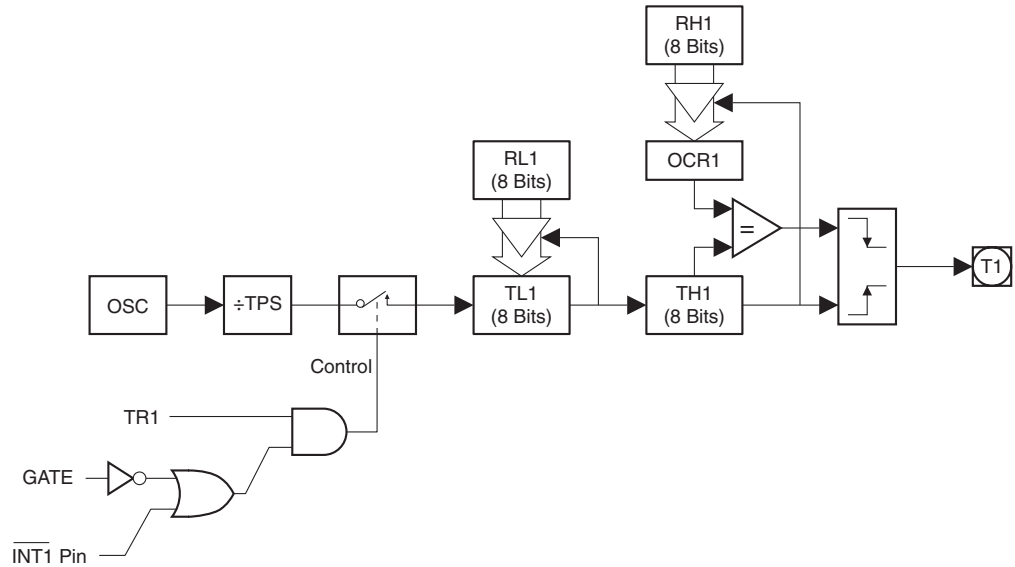 RH1
(8 Bits)
RL1
(8 Bits)
OCR1
=
OSC
÷TPS
TL1
(8 Bits)
TH1
(8 Bits)
T1
Control
TR1
GATE
I̅N̅T̅1̅ Pin